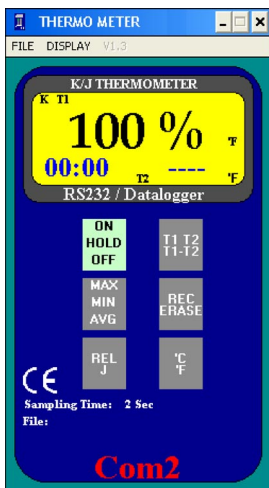 THERMO METER
FILE DISPLAY V1.3
K/J THERMOMETER
K T1
100 % °F
00:00 T2 ---- °F
RS232 / Datalogger
ON
HOLD
OFF
T1 T2
T1-T2
MAX
MIN
AVG
REC
ERASE
REL
J
°C
°F
CE
Sampling Time: 2 Sec
File:
Com2